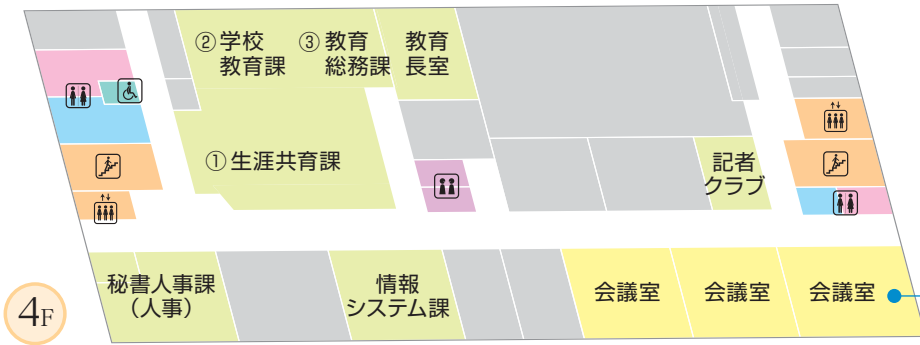 ② 学校
教育課
③ 教育
総務課
教育
長室
① 生涯共育課
記者
クラブ
秘書人事課
（人事）
情報
システム課
会議室
会議室
会議室
4F